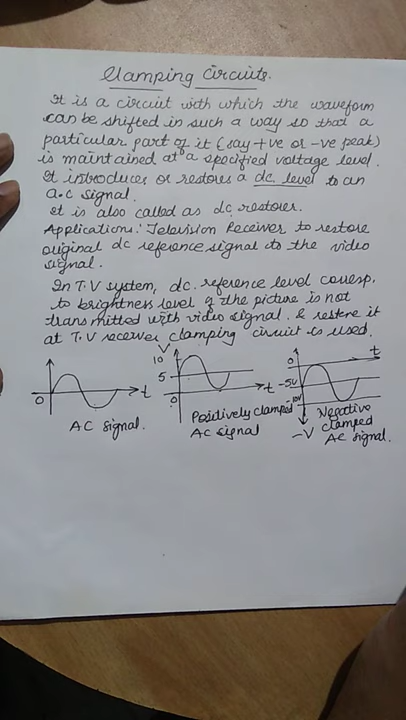 Clamping Circuits.
It is a circuit with which the waveform
can be shifted in such a way so that a
particular part of it (say +ve or -ve peak)
is maintained at a specified voltage level.
It introduces or restores a dc. level to an
a.c signal.
It is also called as dc. restorer.
Applications: Television Receiver to restore
original dc reference signal to the video
signal.
In T.V system, dc. reference level corresp.
to brightness level of the picture is not
transmitted with video signal. & restore it
at T.V receiver clamping circuit is used.
0
t
AC signal.
V
10
5
0
t
Positively clamped
AC signal
0
t
-5V
-10V
-V
Negative
clamped
AC signal.